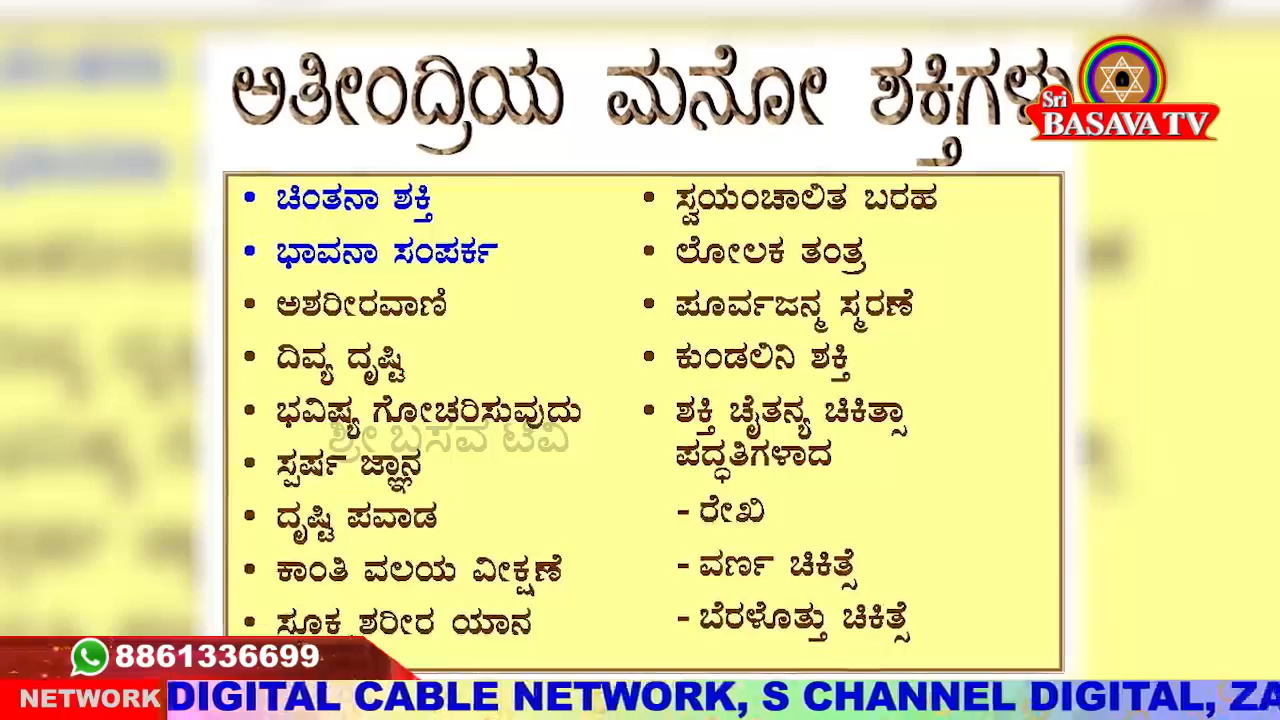 ಅತೀಂದ್ರಿಯ ಮನೋ ಶಕ್ತಿಗಳು
Sri
BASAVA TV
• ಚಿಂತನಾ ಶಕ್ತಿ
• ಭಾವನಾ ಸಂಪರ್ಕ
• ಅಶರೀರವಾಣಿ
• ದಿವ್ಯ ದೃಷ್ಟಿ
• ಭವಿಷ್ಯ ಗೋಚರಿಸುವುದು
• ಸ್ಪರ್ಷ ಜ್ಞಾನ
• ದೃಷ್ಟಿ ಪವಾಡ
• ಕಾಂತಿ ವಲಯ ವೀಕ್ಷಣೆ
• ಸೂಕ್ಷ್ಮ ಶರೀರ ಯಾನ
• ಸ್ವಯಂಚಾಲಿತ ಬರಹ
• ಲೋಲಕ ತಂತ್ರ
• ಪೂರ್ವಜನ್ಮ ಸ್ಮರಣೆ
• ಕುಂಡಲಿನಿ ಶಕ್ತಿ
• ಶಕ್ತಿ ಚೈತನ್ಯ ಚಿಕಿತ್ಸಾ
ಪದ್ಧತಿಗಳಾದ
- ರೇಖಿ
- ವರ್ಣ ಚಿಕಿತ್ಸೆ
- ಬೆರಳೊತ್ತು ಚಿಕಿತ್ಸೆ
ಶ್ರೀ ಬಸವ ಟಿವಿ
8861336699
NETWORK DIGITAL CABLE NETWORK, S CHANNEL DIGITAL, ZA